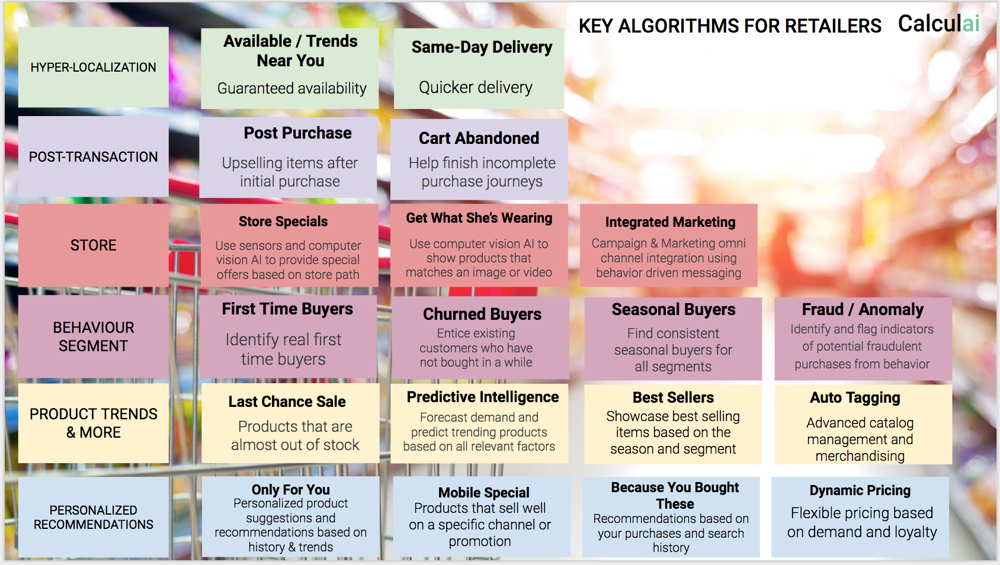 KEY ALGORITHMS FOR RETAILERS
Calculai
HYPER-LOCALIZATION
Available / Trends
Near You
Guaranteed availability
Same-Day Delivery
Quicker delivery
POST-TRANSACTION
Post Purchase
Upselling items after
initial purchase
Cart Abandoned
Help finish incomplete
purchase journeys
STORE
Store Specials
Use sensors and computer
vision AI to provide special
offers based on store path
Get What She's Wearing
Use computer vision AI to
show products that
matches an image or video
Integrated Marketing
Campaign & Marketing omni
channel integration using
behavior driven messaging
BEHAVIOUR
SEGMENT
First Time Buyers
Identify real first
time buyers
Churned Buyers
Entice existing
customers who have
not bought in a while
Seasonal Buyers
Find consistent
seasonal buyers for
all segments
Fraud / Anomaly
Identify and flag indicators
of potential fraudulent
purchases from behavior
PRODUCT TRENDS
& MORE
Last Chance Sale
Products that are
almost out of stock
Predictive Intelligence
Forecast demand and
predict trending products
based on all relevant factors
Best Sellers
Showcase best selling
items based on the
season and segment
Auto Tagging
Advanced catalog
management and
merchandising
PERSONALIZED
RECOMMENDATIONS
Only For You
Personalized product
suggestions and
recommendations based on
history & trends
Mobile Special
Products that sell well
on a specific channel or
promotion
Because You Bought
These
Recommendations based on
your purchases and search
history
Dynamic Pricing
Flexible pricing based
on demand and loyalty